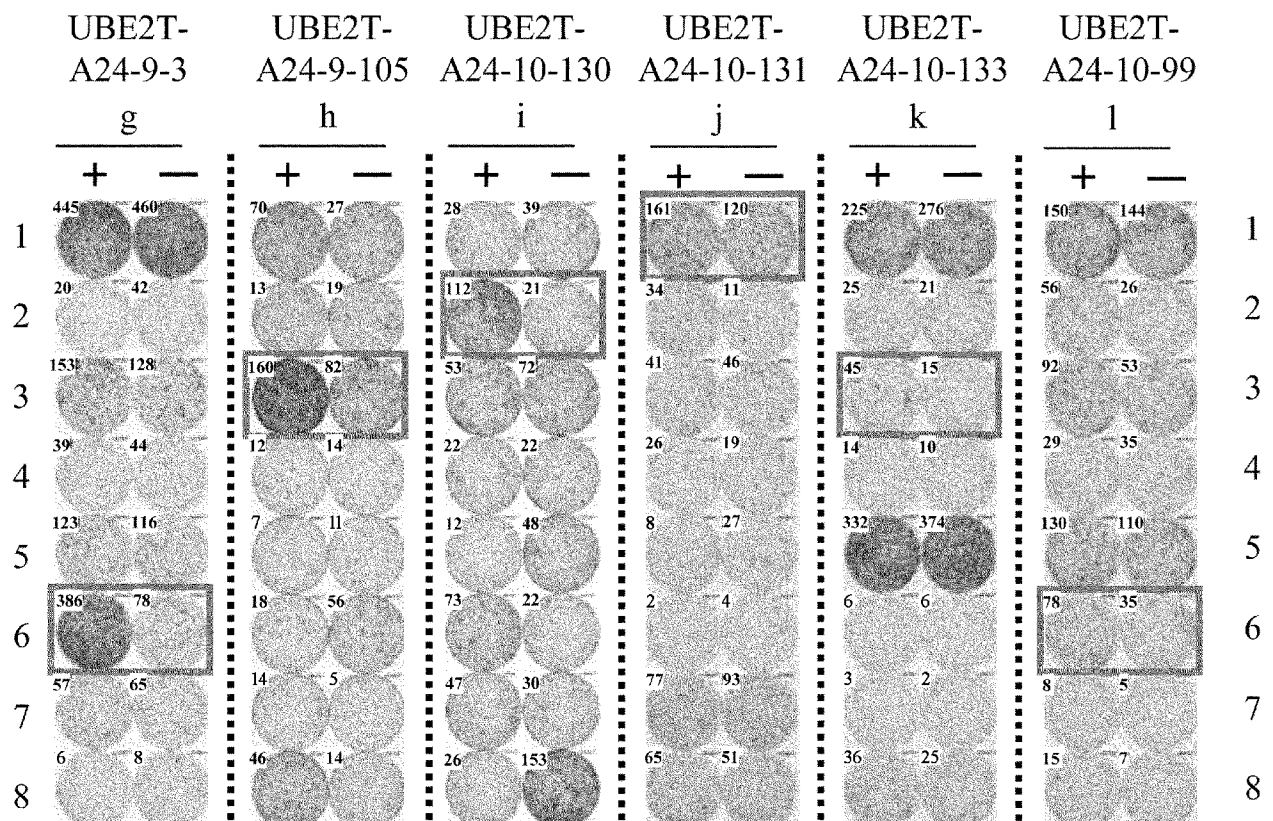 UBE2T- UBE2T- UBE2T- UBE2T- UBE2T- UBE2T-
A24-9-3 A24-9-105 A24-10-130 A24-10-131 A24-10-133 A24-10-99
g h i j k l
+ — + — + — + — + — + —
1 445 460 70 27 28 39 161 120 225 276 150 144 1
2 20 42 13 19 112 21 34 11 25 21 56 26 2
3 153 128 160 82 53 72 41 46 45 15 92 53 3
4 39 44 12 14 22 22 26 19 14 10 29 35 4
5 123 116 7 11 12 48 8 27 332 374 130 110 5
6 386 78 18 56 73 22 2 4 6 6 78 35 6
7 57 65 14 5 47 30 77 93 3 2 8 5 7
8 6 8 46 14 26 153 65 51 36 25 15 7 8